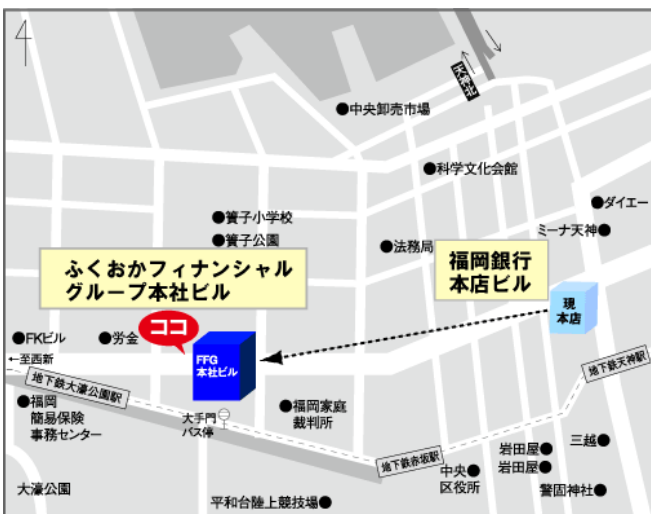 天神北
●中央卸売市場
●科学文化会館
●ダイエー
ミーナ天神●
●簀子小学校
●簀子公園
●法務局
ふくおかフィナンシャル
グループ本社ビル
福岡銀行
本店ビル
現
本店
ココ
●FKビル
●労金
←至西新
FFG
本社ビル
地下鉄大濠公園駅
地下鉄天神駅
●福岡
簡易保険
事務センター
大手門
バス停
●福岡家庭
裁判所
地下鉄赤坂駅
三越●
岩田屋●
岩田屋●
中央●
区役所
警固神社●
大濠公園
平和台陸上競技場●